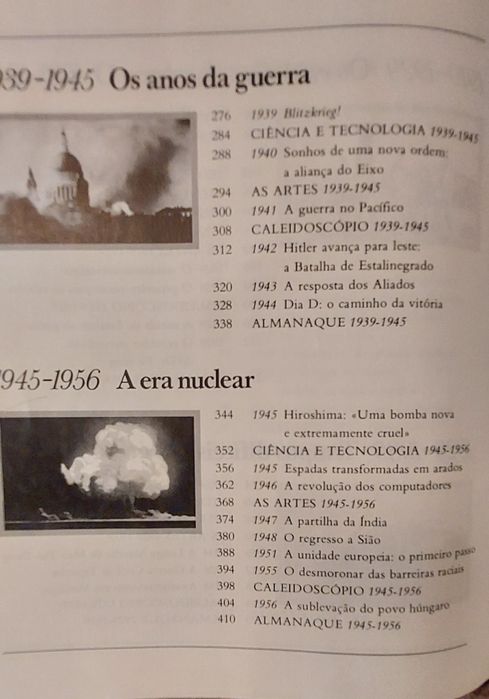 939-1945 Os anos da guerra
276 1939 Blitzkrieg!
284 CIÊNCIA E TECNOLOGIA 1939-1945
288 1940 Sonhos de uma nova ordem:
a aliança do Eixo
294 AS ARTES 1939-1945
300 1941 A guerra no Pacífico
308 CALEIDOSCÓPIO 1939-1945
312 1942 Hitler avança para leste:
a Batalha de Estalinegrado
320 1943 A resposta dos Aliados
328 1944 Dia D: o caminho da vitória
338 ALMANAQUE 1939-1945
1945-1956 A era nuclear
344 1945 Hiroshima: «Uma bomba nova
e extremamente cruel»
352 CIÊNCIA E TECNOLOGIA 1945-1956
356 1945 Espadas transformadas em arados
362 1946 A revolução dos computadores
368 AS ARTES 1945-1956
374 1947 A partilha da Índia
380 1948 O regresso a Sião
388 1951 A unidade europeia: o primeiro passo
394 1955 O desmoronar das barreiras raciais
398 CALEIDOSCÓPIO 1945-1956
404 1956 A sublevação do povo húngaro
410 ALMANAQUE 1945-1956